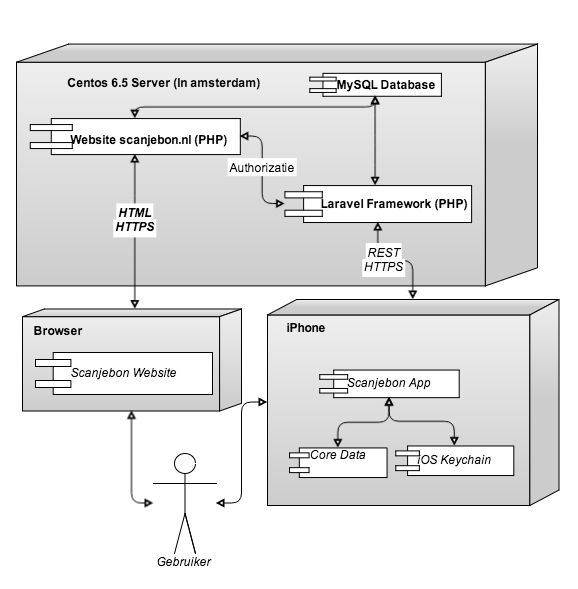 Centos 6.5 Server (In amsterdam)
MySQL Database
Website scanjebon.nl (PHP)
Authorizatie
Laravel Framework (PHP)
HTML
HTTPS
REST
HTTPS
Browser
Scanjebon Website
iPhone
Scanjebon App
Core Data
iOS Keychain
Gebruiker